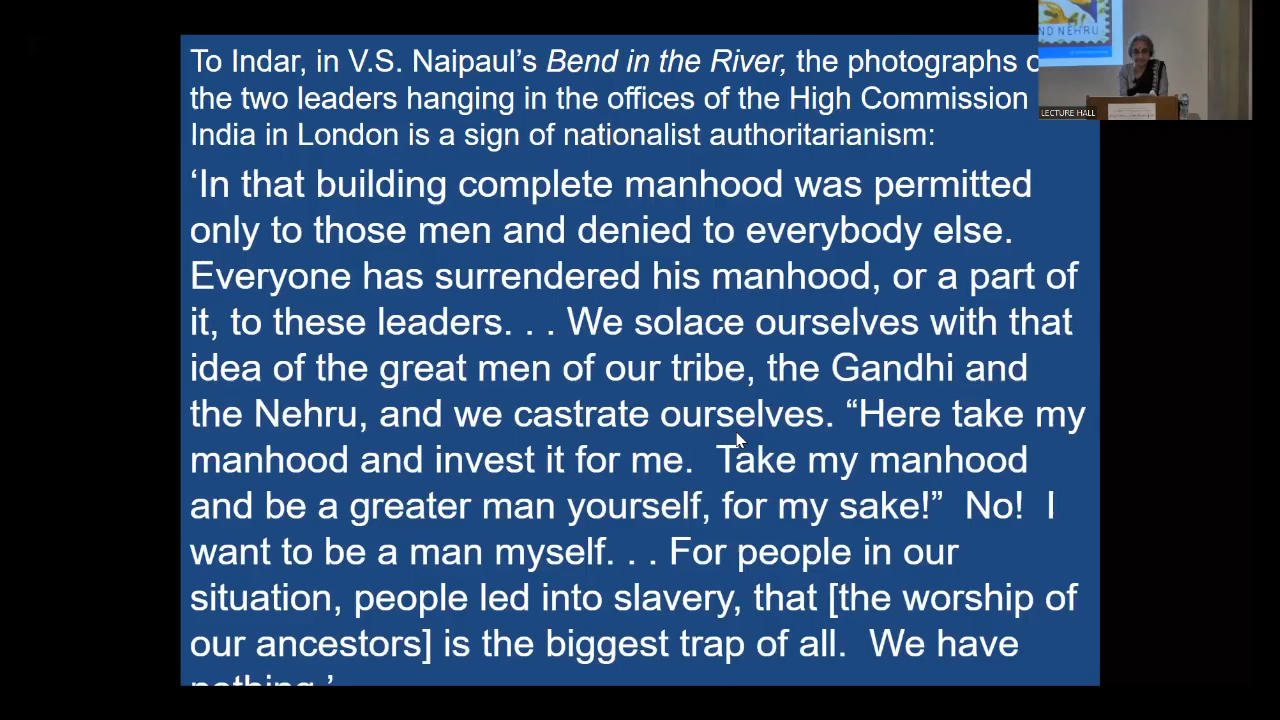 To Indar, in V.S. Naipaul's Bend in the River, the photographs
the two leaders hanging in the offices of the High Commission
India in London is a sign of nationalist authoritarianism:
‘In that building complete manhood was permitted
only to those men and denied to everybody else.
Everyone has surrendered his manhood, or a part of
it, to these leaders. . . We solace ourselves with that
idea of the great men of our tribe, the Gandhi and
the Nehru, and we castrate ourselves. “Here take my
manhood and invest it for me.  Take my manhood
and be a greater man yourself, for my sake!”  No!  I
want to be a man myself. . . For people in our
situation, people led into slavery, that [the worship of
our ancestors] is the biggest trap of all.  We have
nothing.’
ND NEHRU
LECTURE HALL